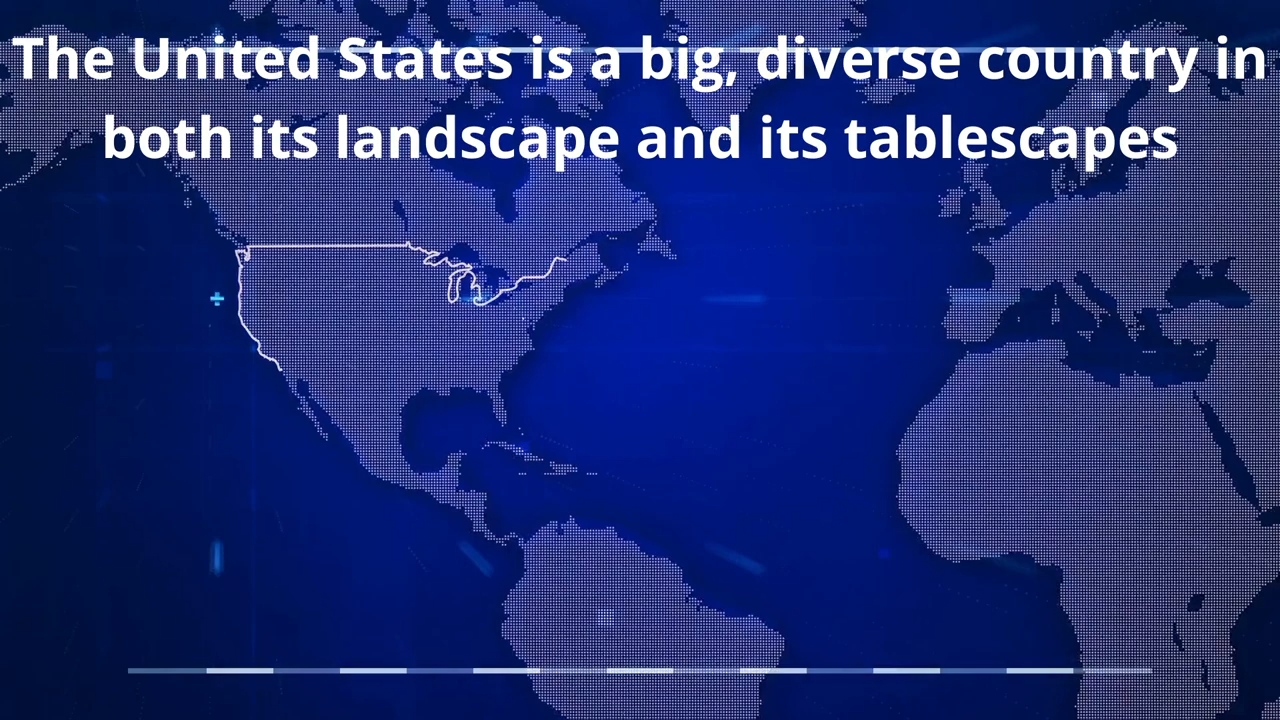 The United States is a big, diverse country in
both its landscape and its tablescapes